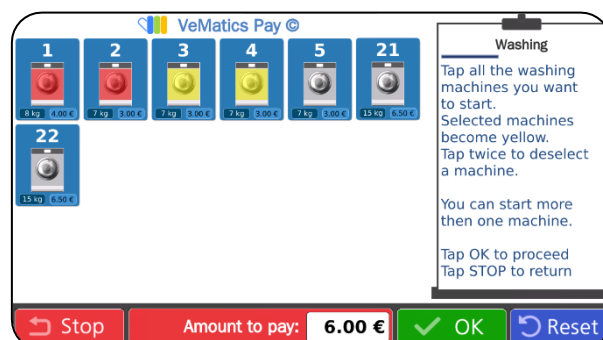 VeMatics Pay ©
1
8 kg 4.00 €
2
7 kg 3.00 €
3
7 kg 3.00 €
4
7 kg 3.00 €
5
7 kg 3.00 €
21
15 kg 6.50 €
22
15 kg 6.50 €
Washing
Tap all the washing
machines you want
to start.
Selected machines
become yellow.
Tap twice to deselect
a machine.
You can start more
then one machine.
Tap OK to proceed
Tap STOP to return
Stop
Amount to pay: 6.00 €
OK
Reset